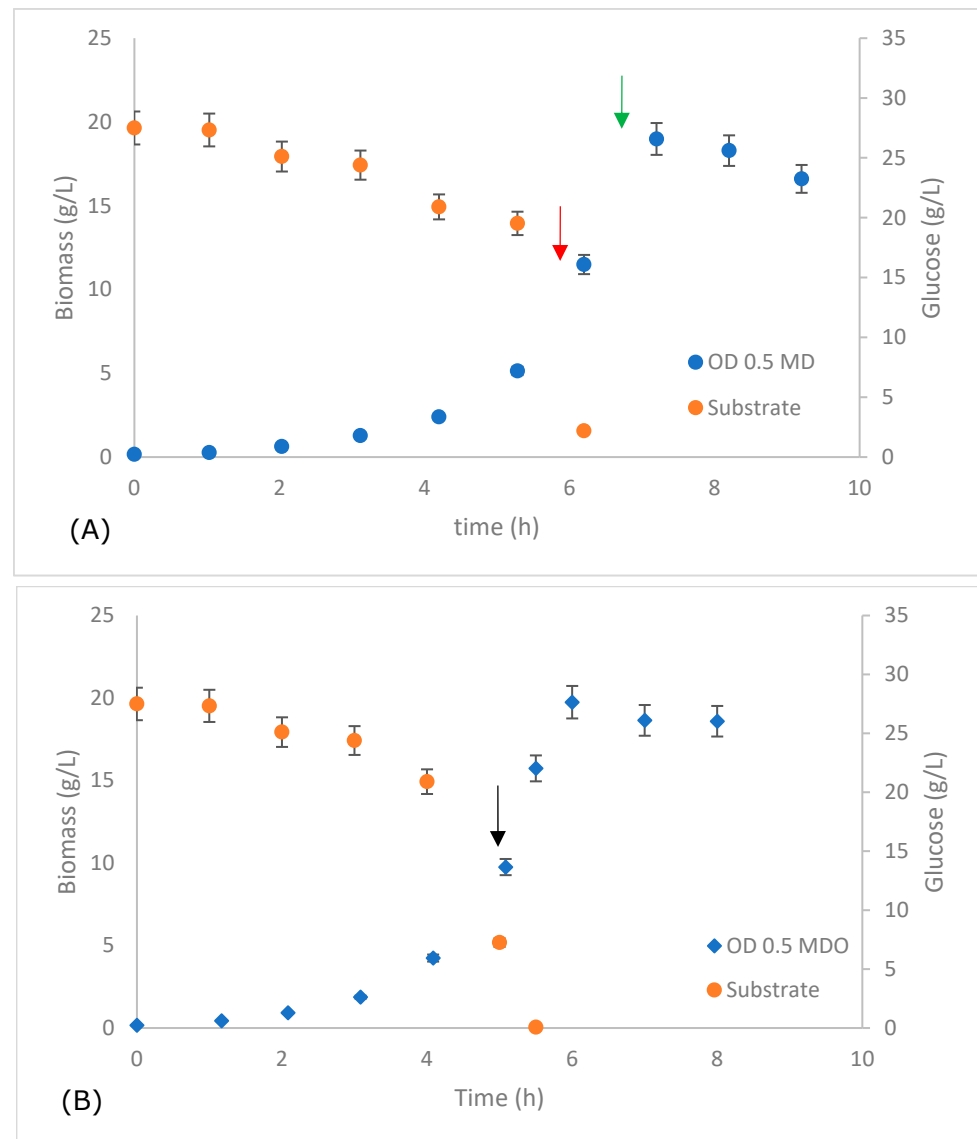 25
20
15
10
5
0
Biomass (g/L)
35
30
25
20
15
10
5
0
Glucose (g/L)
OD 0.5 MD
Substrate
0 2 4 6 8 10
time (h)
(A)
25
20
15
10
5
0
Biomass (g/L)
35
30
25
20
15
10
5
0
Glucose (g/L)
OD 0.5 MDO
Substrate
0 2 4 6 8 10
Time (h)
(B)